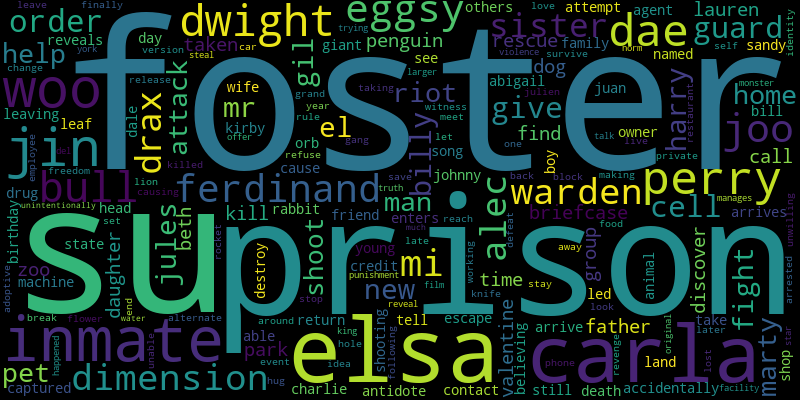 foster
su
prison
elsa
carla
inmate
dimension
ferdinand
warden
perry
dwight
eggsy
dae
joo
woo
jin
bull
jules
alec
mi
new
cell
sister
guard
order
help
drax
attack
gil
mr
el
riot
billy
give
harry
home
man
kill
shoot
fight
father
briefcase
marty
valentine
discover
group
time
find
zoo
pet
daughter
beth
park
penguin
others
attempt
agent
lauren
rescue
family
named
sandy
identity
leave
finally
reveals
day
taken
trying
love
york
version
car
steal
giant
see
dog
juan
norm
self
change
release
larger
violence
abigail
julien
monster
restaurant
leaving
wife
taking
year
witness
meet
owner
bill
leaf
dale
kirby
grand
rule
orb
let
boy
call
offer
gang
song
one
talk
live
employee
del
killed
cause
refuse
save
johnny
back
block
making
private
freedom
drug
lion
causing
rabbit
truth
enters
reach
food
manages
unintentionally
birthday
head
set
friend
much
arrives
unwilling
state
destroy
young
late
working
defeat
away
animal
arrested
machine
rocket
credit
punishment
film
knife
stay
led
look
adoptive
break
flower
end
water
alternate
stop
reveal
around
return
tell
escape
arrive
original
take
later
star
happened
unable
able
king
hole
shooting
following
believing
revenge
lost
shop
captured
event
idea
hug
charlie
antidote
contact
still
death
phone
land
accidentally
facility
survive